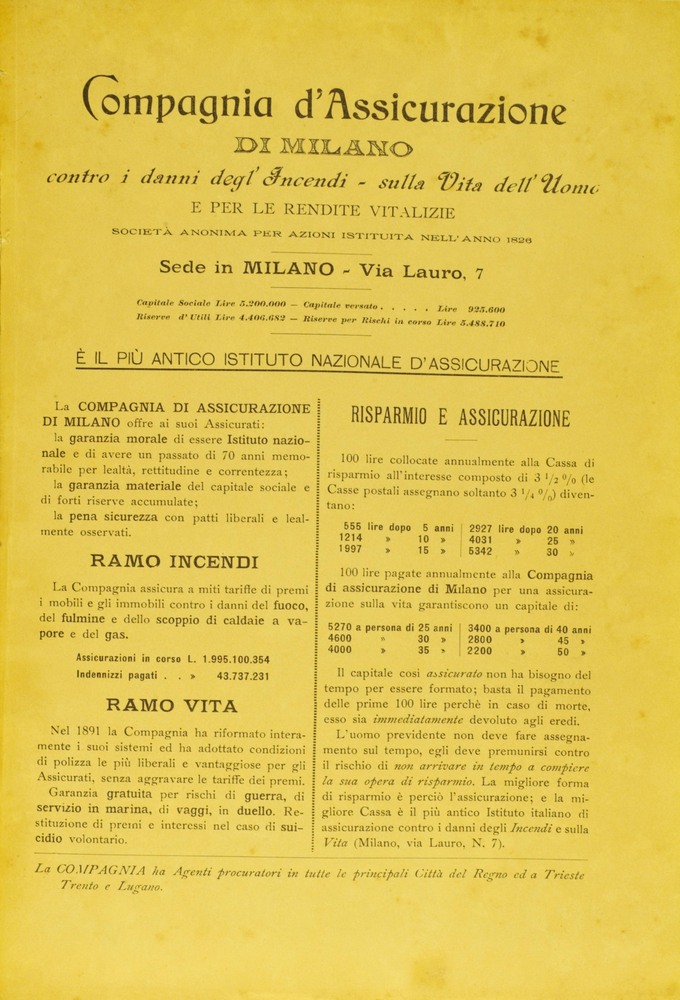 Compagnia d'Assicurazione
DI MILANO
contro i danni degl' Incendi - sulla Vita dell' Uomo
E PER LE RENDITE VITALIZIE
SOCIETÀ ANONIMA PER AZIONI ISTITUITA NELL'ANNO 1826
Sede in MILANO - Via Lauro, 7
Capitale Sociale Lire 5.200.000 — Capitale versato . . . . . Lire 925.600
Riserve d'Utili Lire 4.406.682 — Riserve per Rischi in corso Lire 5.488.710
È IL PIÙ ANTICO ISTITUTO NAZIONALE D'ASSICURAZIONE
La COMPAGNIA DI ASSICURAZIONE
DI MILANO offre ai suoi Assicurati:
la garanzia morale di essere Istituto nazio-
nale e di avere un passato di 70 anni memo-
rabile per lealtà, rettitudine e correntezza;
la garanzia materiale del capitale sociale e
di forti riserve accumulate;
la pena sicurezza con patti liberali e leal-
mente osservati.
RAMO INCENDI
La Compagnia assicura a miti tariffe di premi
i mobili e gli immobili contro i danni del fuoco,
del fulmine e dello scoppio di caldaie a va-
pore e del gas.
Assicurazioni in corso L. 1.995.100.354
Indennizzi pagati . . » 43.737.231
RAMO VITA
Nel 1891 la Compagnia ha riformato intera-
mente i suoi sistemi ed ha adottato condizioni
di polizza le più liberali e vantaggiose per gli
Assicurati, senza aggravare le tariffe dei premi.
Garanzia gratuita per rischi di guerra, di
servizio in marina, di vaggi, in duello. Re-
stituzione di premi e interessi nel caso di sui-
cidio volontario.
RISPARMIO E ASSICURAZIONE
100 lire collocate annualmente alla Cassa di
risparmio all'interesse composto di 3 1/2 % (le
Casse postali assegnano soltanto 3 1/4 %) diven-
tano:
555 lire dopo 5 anni | 2927 lire dopo 20 anni
1214 » 10 » | 4031 » 25 »
1997 » 15 » | 5342 » 30 »
100 lire pagate annualmente alla Compagnia
di assicurazione di Milano per una assicura-
zione sulla vita garantiscono un capitale di:
5270 a persona di 25 anni | 3400 a persona di 40 anni
4600 » 30 » | 2800 » 45 »
4000 » 35 » | 2200 » 50 »
Il capitale così assicurato non ha bisogno del
tempo per essere formato; basta il pagamento
delle prime 100 lire perchè in caso di morte,
esso sia immediatamente devoluto agli eredi.
L'uomo previdente non deve fare assegna-
mento sul tempo, egli deve premunirsi contro
il rischio di non arrivare in tempo a compiere
la sua opera di risparmio. La migliore forma
di risparmio è perciò l'assicurazione; e la mi-
gliore Cassa è il più antico Istituto italiano di
assicurazione contro i danni degli Incendi e sulla
Vita (Milano, via Lauro, N. 7).
La COMPAGNIA ha Agenti procuratori in tutte le principali Città del Regno ed a Trieste
Trento e Lugano.